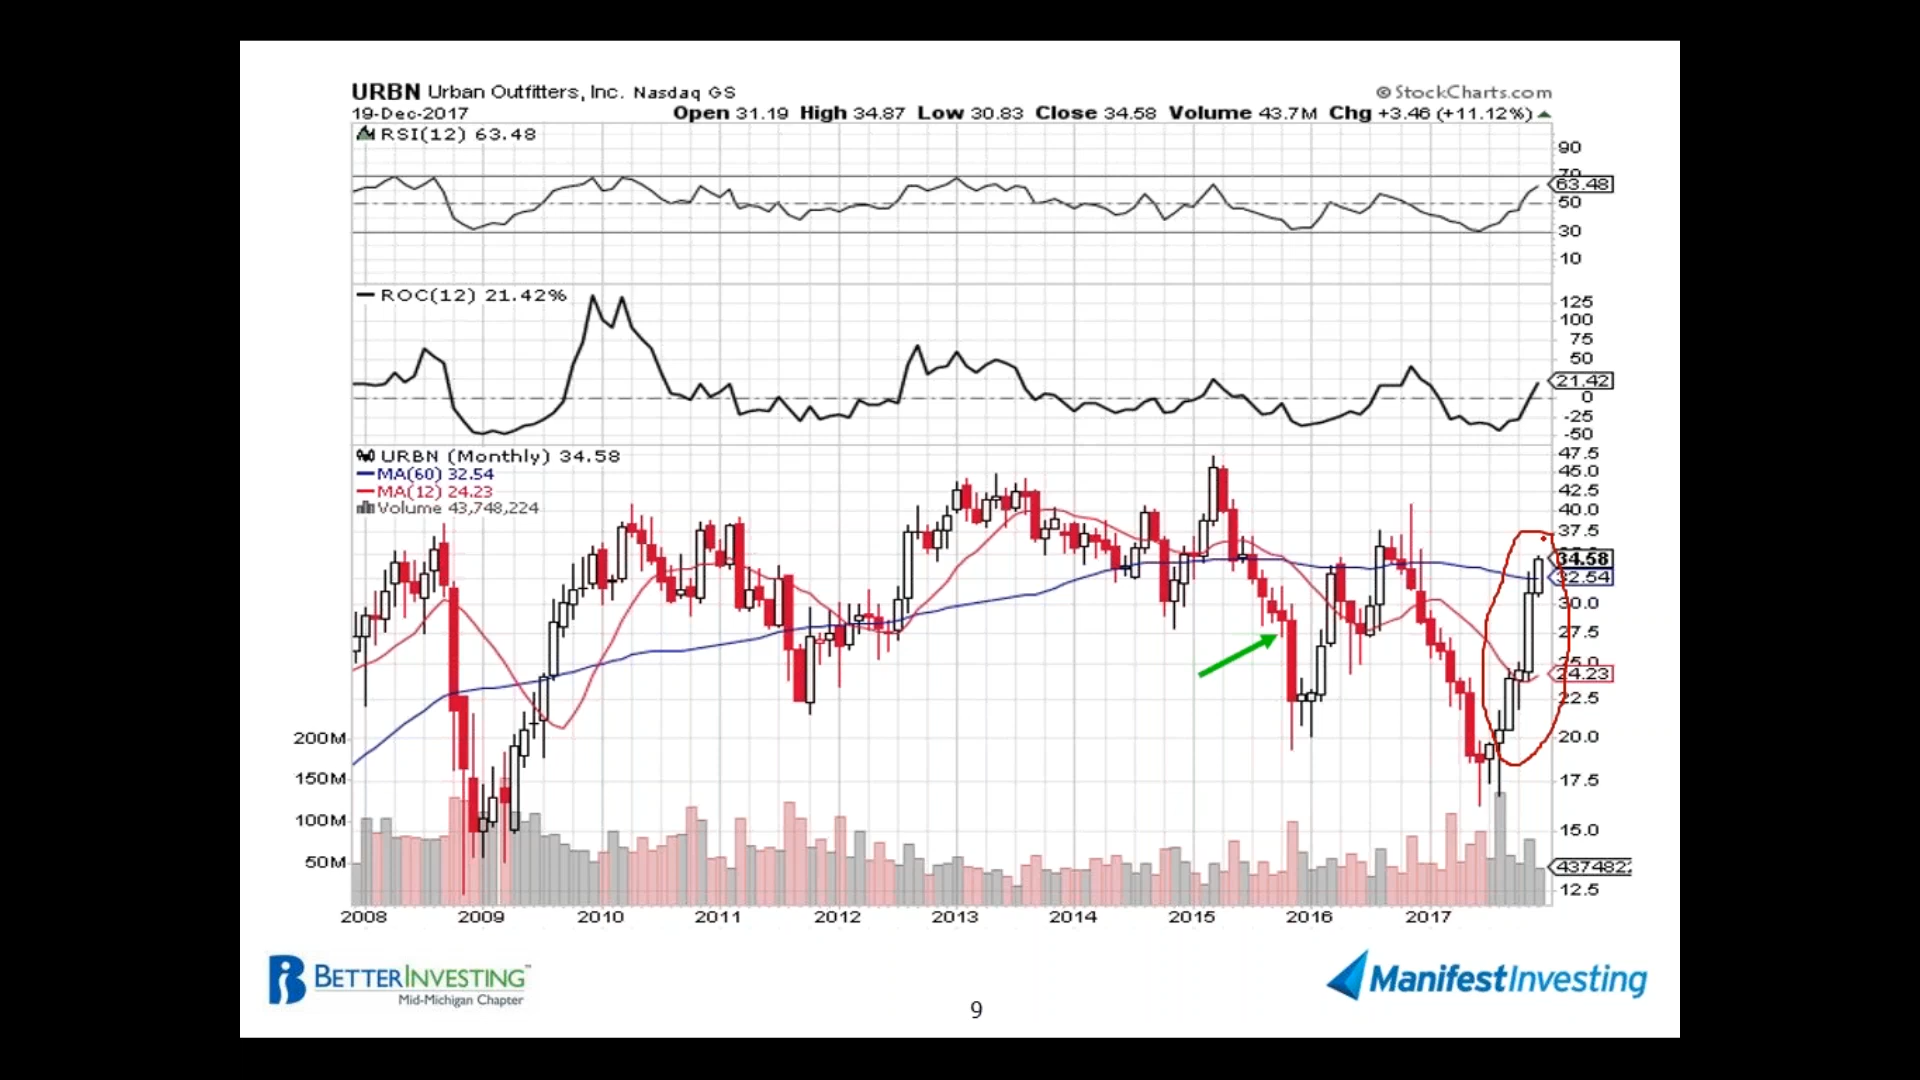 URBN Urban Outfitters, Inc. Nasdaq GS
© StockCharts.com
19-Dec-2017
Open 31.19 High 34.87 Low 30.83 Close 34.58 Volume 43.7M Chg +3.46 (+11.12%)
RSI(12) 63.48
90
70
63.48
50
30
10
ROC(12) 21.42%
125
100
75
50
21.42
0
-25
-50
URBN (Monthly) 34.58
MA(60) 32.54
MA(12) 24.23
Volume 43,748,224
47.5
45.0
42.5
40.0
37.5
34.58
32.54
30.0
27.5
25.0
24.23
22.5
20.0
17.5
15.0
12.5
200M
150M
100M
50M
2008 2009 2010 2011 2012 2013 2014 2015 2016 2017
BETTERINVESTING™
Mid-Michigan Chapter
9
ManifestInvesting